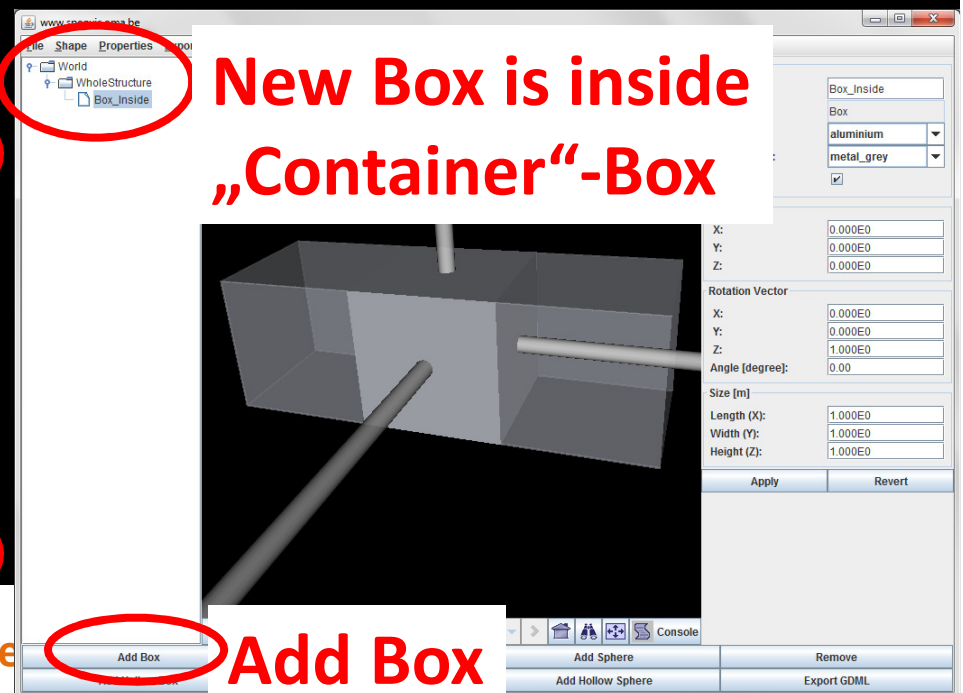 www.spenvis.oma.be
File Shape Properties
World
WholeStructure
Box_Inside
New Box is inside
„Container“-Box
Box_Inside
Box
aluminium
metal_grey
X: 0.000E0
Y: 0.000E0
Z: 0.000E0
Rotation Vector
X: 0.000E0
Y: 0.000E0
Z: 1.000E0
Angle [degree]: 0.00
Size [m]
Length (X): 1.000E0
Width (Y): 1.000E0
Height (Z): 1.000E0
Apply Revert
Console
Add Box
Add Box
Add Sphere Remove
Add Hollow Sphere Export GDML